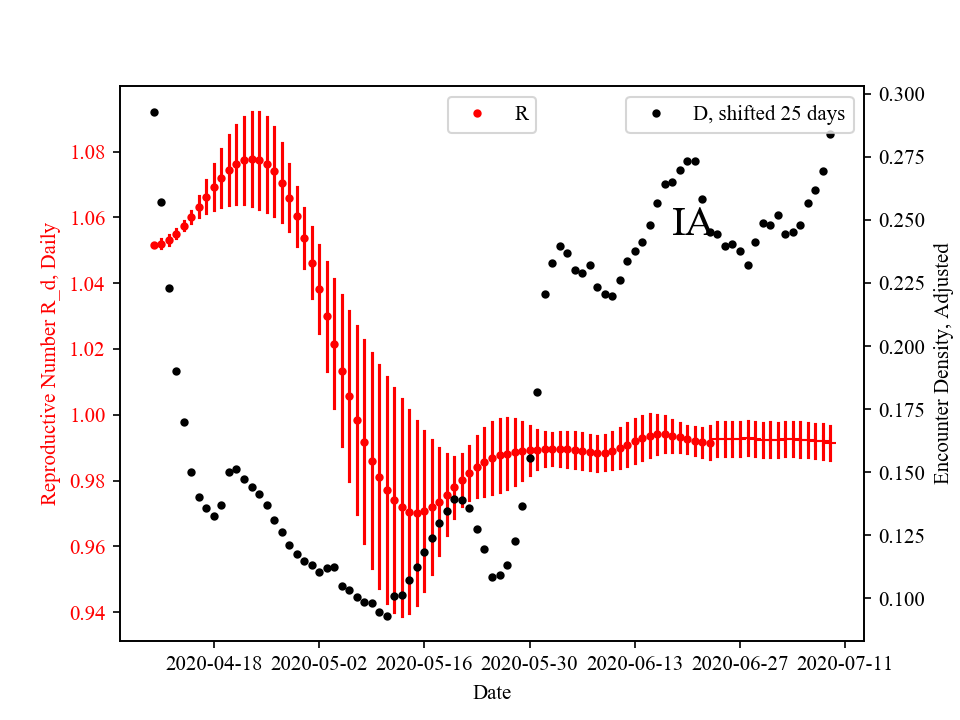 R
D, shifted 25 days
IA
Reproductive Number R_d, Daily
1.08
1.06
1.04
1.02
1.00
0.98
0.96
0.94
0.300
0.275
0.250
0.225
0.200
0.175
0.150
0.125
0.100
Encounter Density, Adjusted
2020-04-18 2020-05-02 2020-05-16 2020-05-30 2020-06-13 2020-06-27 2020-07-11
Date